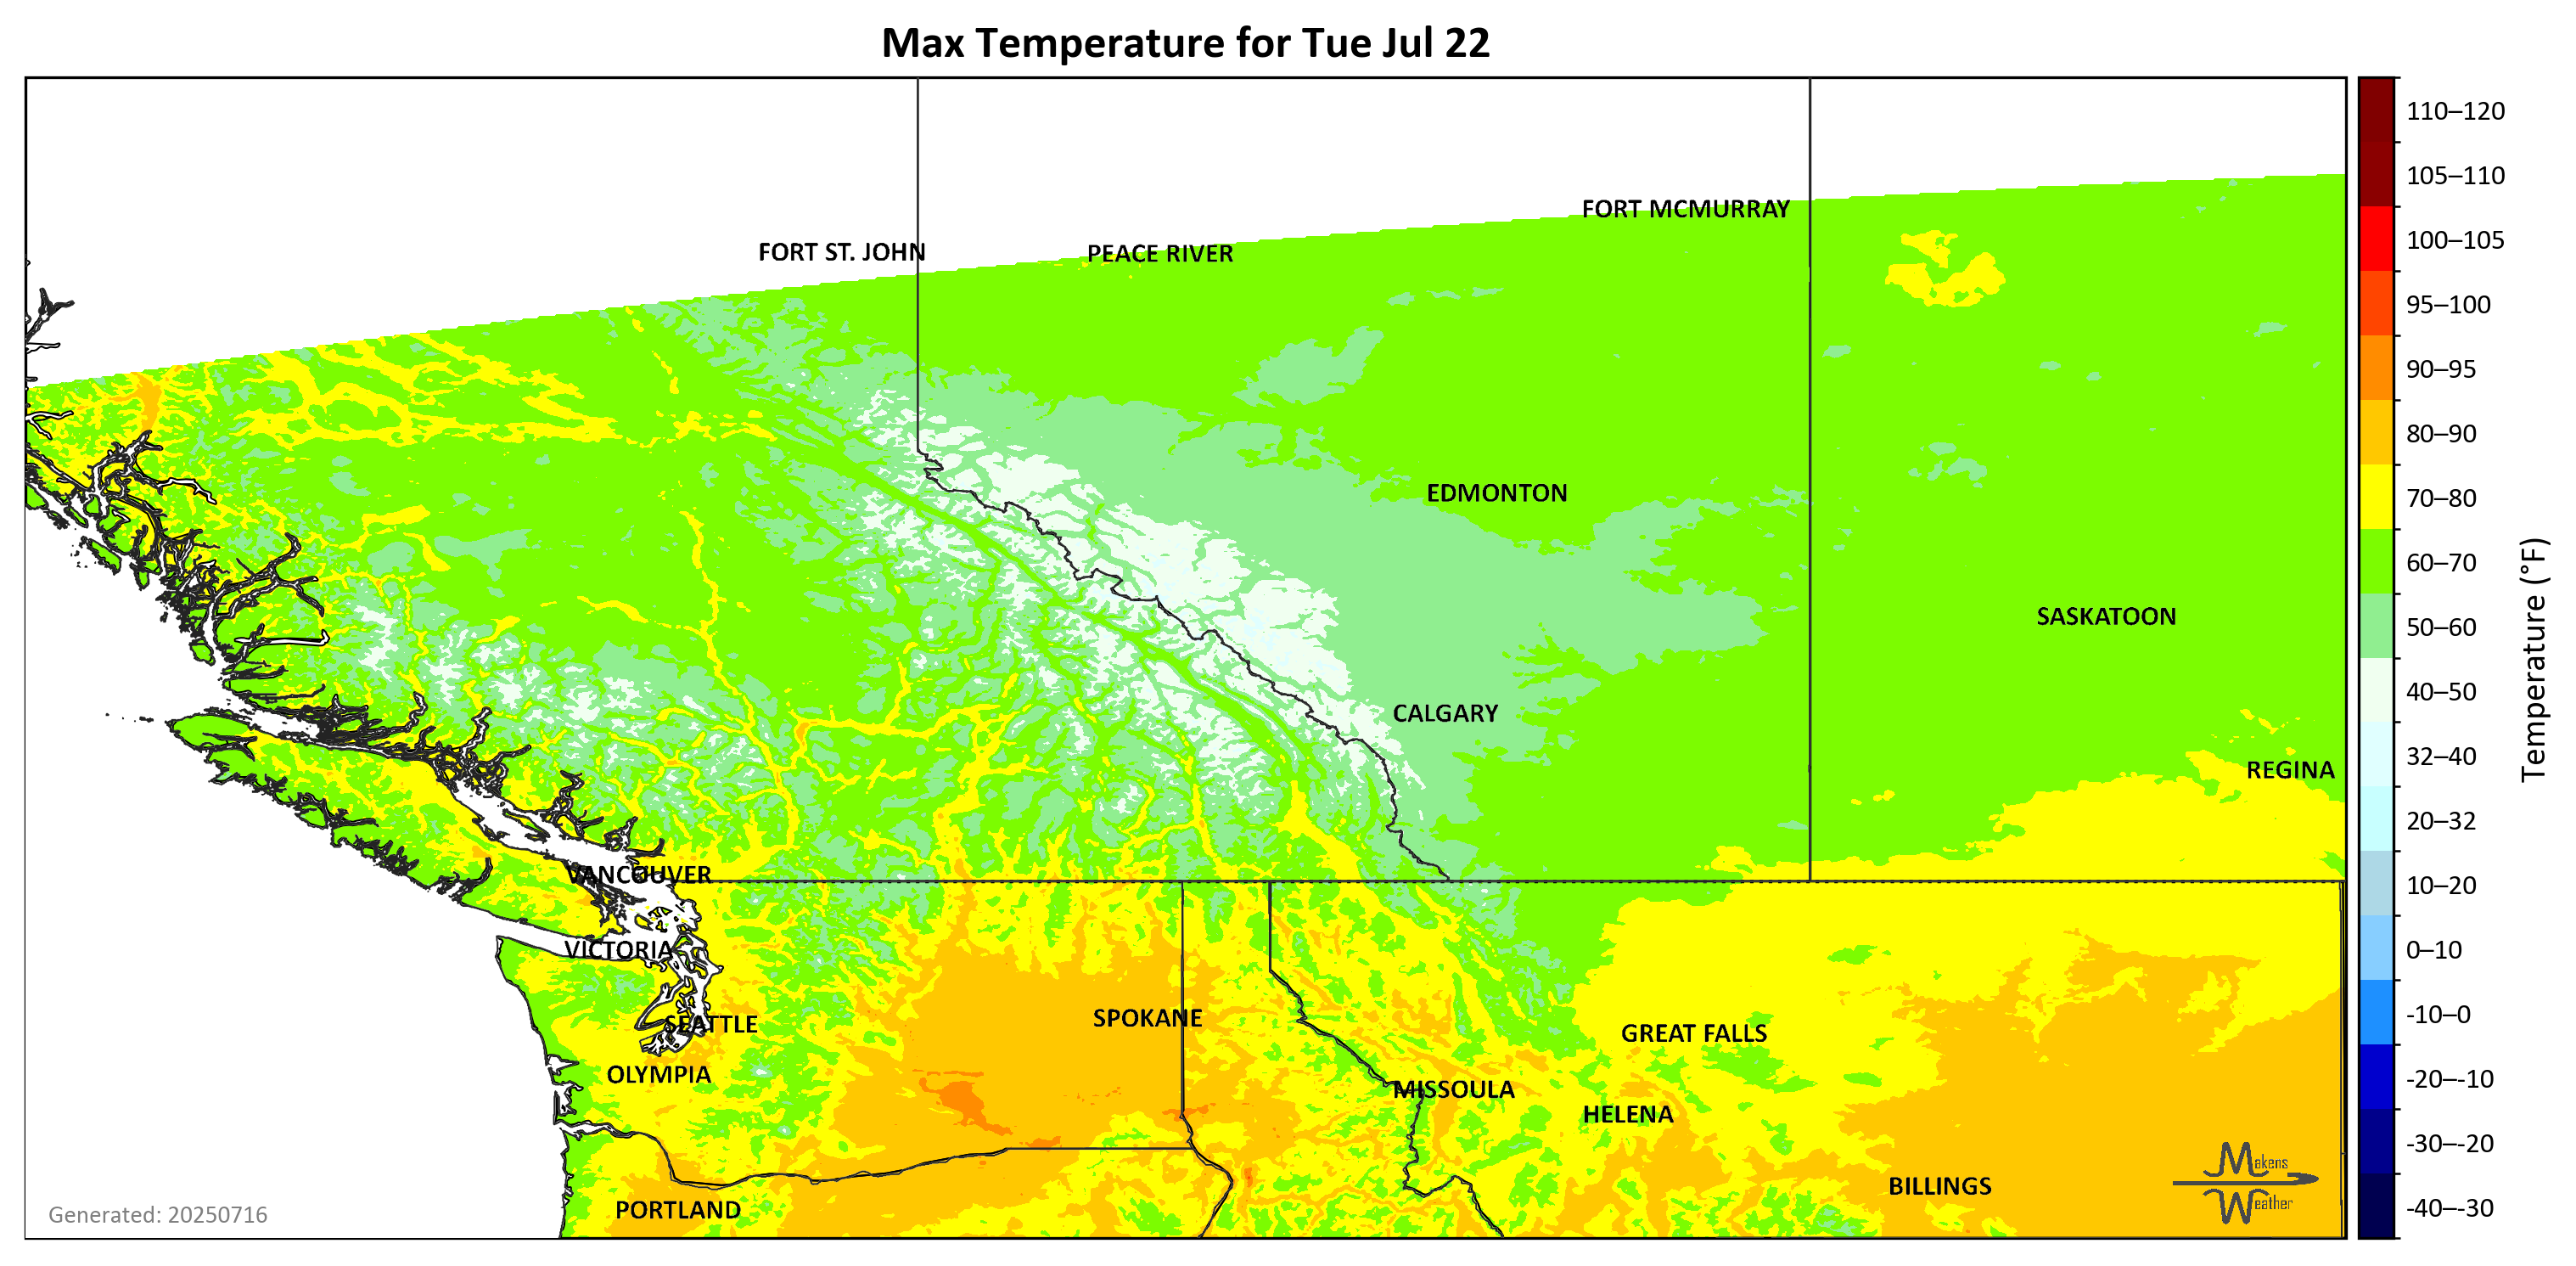 Max Temperature for Tue Jul 22
FORT MCMURRAY
FORT ST. JOHN
PEACE RIVER
EDMONTON
SASKATOON
CALGARY
REGINA
VANCOUVER
VICTORIA
SPOKANE
SEATTLE
GREAT FALLS
OLYMPIA
MISSOULA
HELENA
BILLINGS
PORTLAND
Generated: 20250716
Makens
Weather
110–120
105–110
100–105
95–100
90–95
80–90
70–80
60–70
50–60
40–50
32–40
20–32
10–20
0–10
-10–0
-20–-10
-30–-20
-40–-30
Temperature (°F)